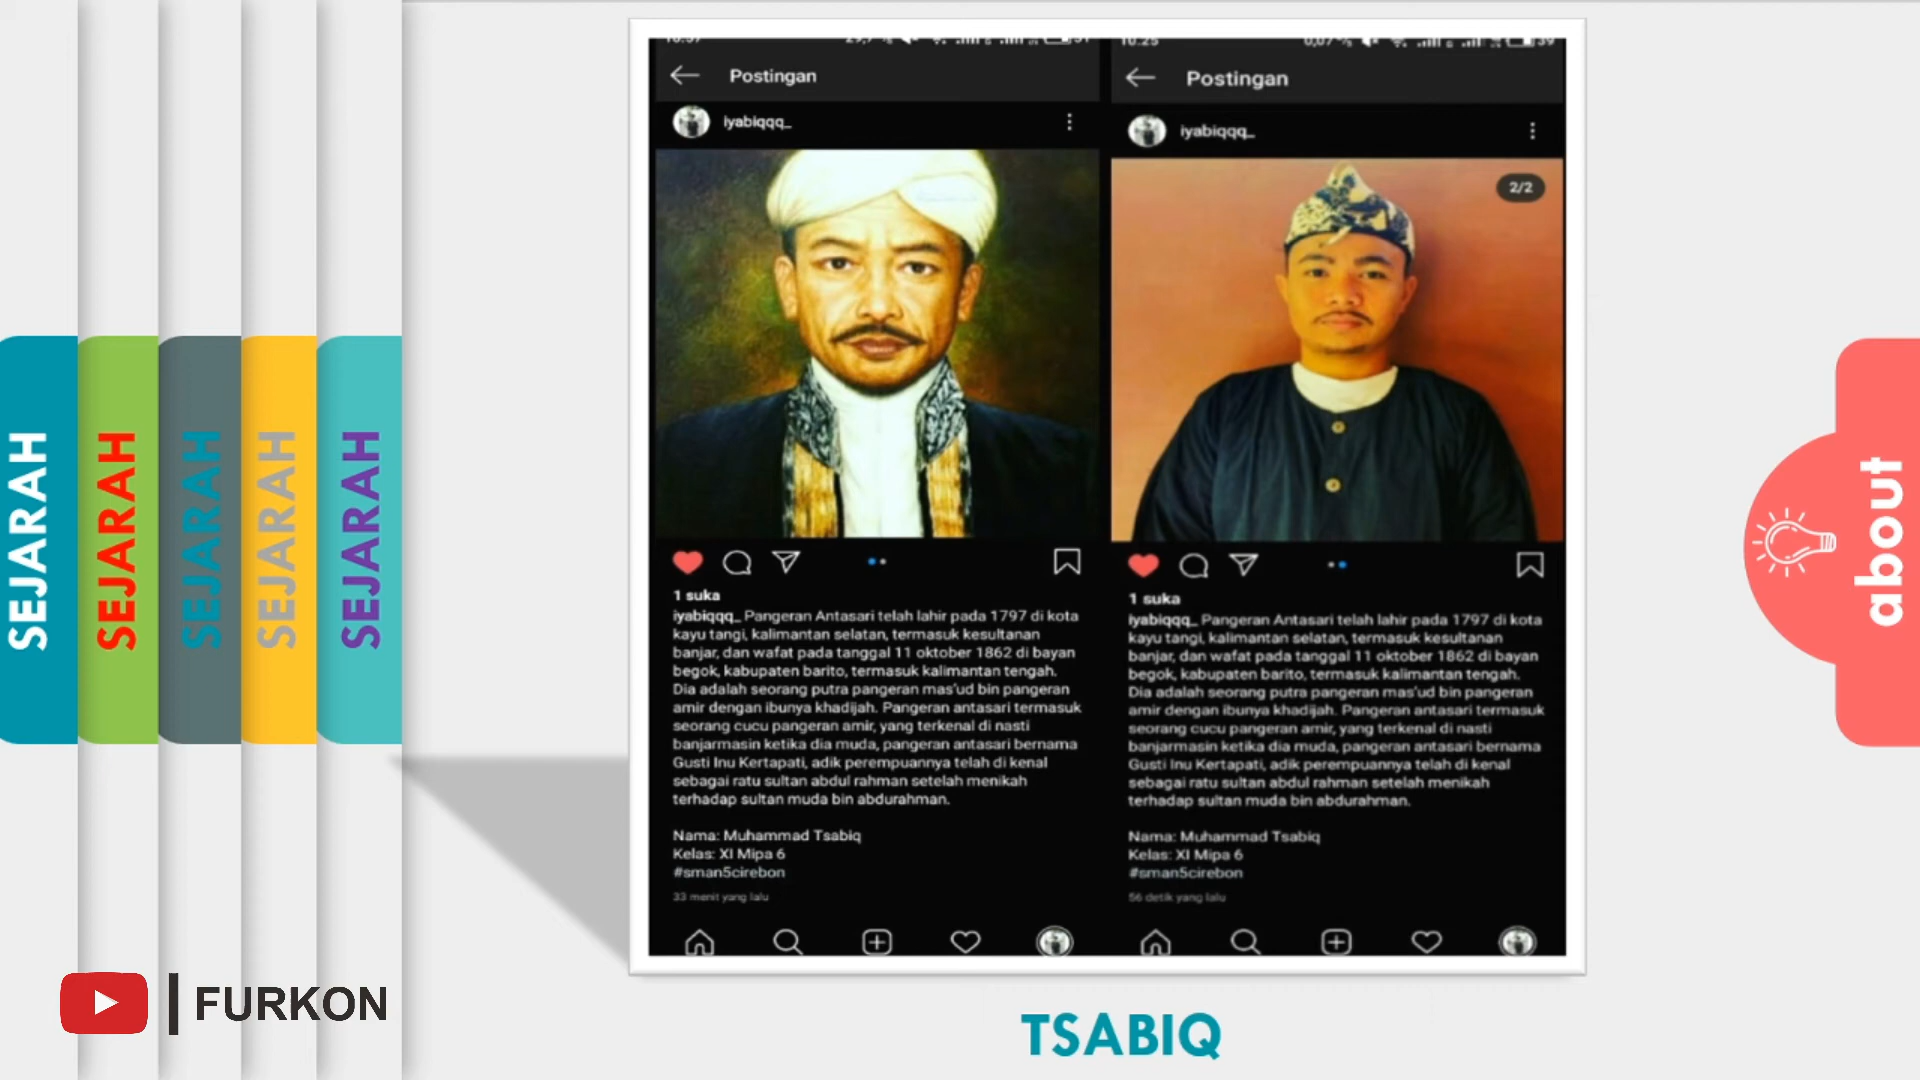 SEJARAH
SEJARAH
SEJARAH
SEJARAH
SEJARAH
Postingan
iyabiqqq_
1 suka
iyabiqqq_ Pangeran Antasari telah lahir pada 1797 di kota
kayu tangi, kalimantan selatan, termasuk kesultanan
banjar, dan wafat pada tanggal 11 oktober 1862 di bayan
begok, kabupaten barito, termasuk kalimantan tengah.
Dia adalah seorang putra pangeran mas'ud bin pangeran
amir dengan ibunya khadijah. Pangeran antasari termasuk
seorang cucu pangeran amir, yang terkenal di nasti
banjarmasin ketika dia muda, pangeran antasari bernama
Gusti Inu Kertapati, adik perempuannya telah di kenal
sebagai ratu sultan abdul rahman setelah menikah
terhadap sultan muda bin abdurahman.
Nama: Muhammad Tsabiq
Kelas: XI Mipa 6
#sman5cirebon
33 menit yang lalu
10.25
Postingan
iyabiqqq_
2/2
1 suka
iyabiqqq_ Pangeran Antasari telah lahir pada 1797 di kota
kayu tangi, kalimantan selatan, termasuk kesultanan
banjar, dan wafat pada tanggal 11 oktober 1862 di bayan
begok, kabupaten barito, termasuk kalimantan tengah.
Dia adalah seorang putra pangeran mas'ud bin pangeran
amir dengan ibunya khadijah. Pangeran antasari termasuk
seorang cucu pangeran amir, yang terkenal di nasti
banjarmasin ketika dia muda, pangeran antasari bernama
Gusti Inu Kertapati, adik perempuannya telah di kenal
sebagai ratu sultan abdul rahman setelah menikah
terhadap sultan muda bin abdurahman.
Nama: Muhammad Tsabiq
Kelas: XI Mipa 6
#sman5cirebon
56 detik yang lalu
about
| FURKON
TSABIQ